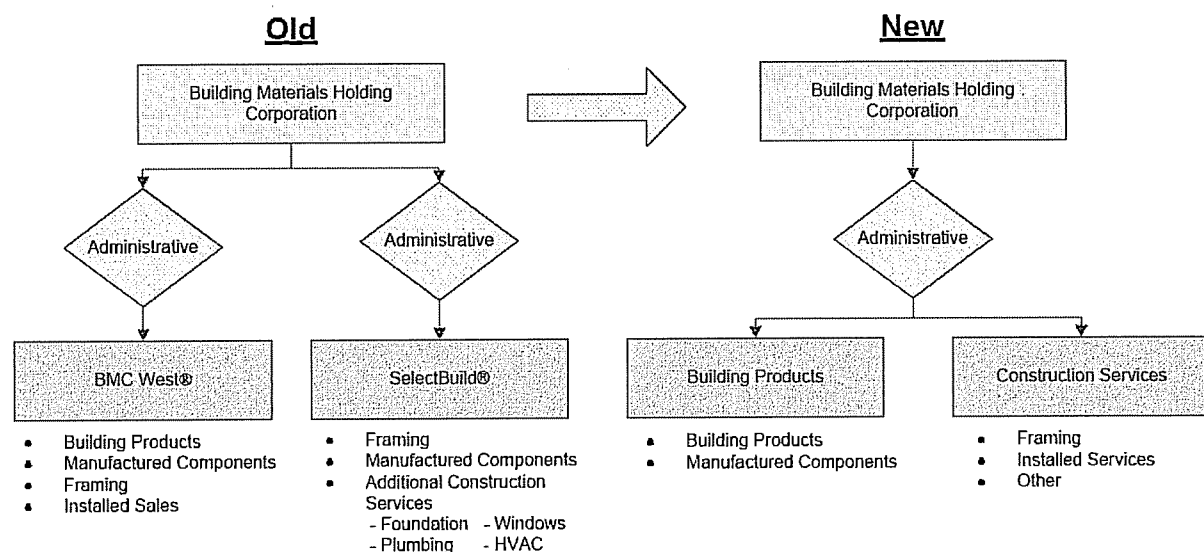 Old
Building Materials Holding
Corporation
Administrative
Administrative
BMC West®
SelectBuild®
• Building Products
• Manufactured Components
• Framing
• Installed Sales
• Framing
• Manufactured Components
• Additional Construction
Services
- Foundation - Windows
- Plumbing - HVAC
New
Building Materials Holding
Corporation
Administrative
Building Products
Construction Services
• Building Products
• Manufactured Components
• Framing
• Installed Services
• Other